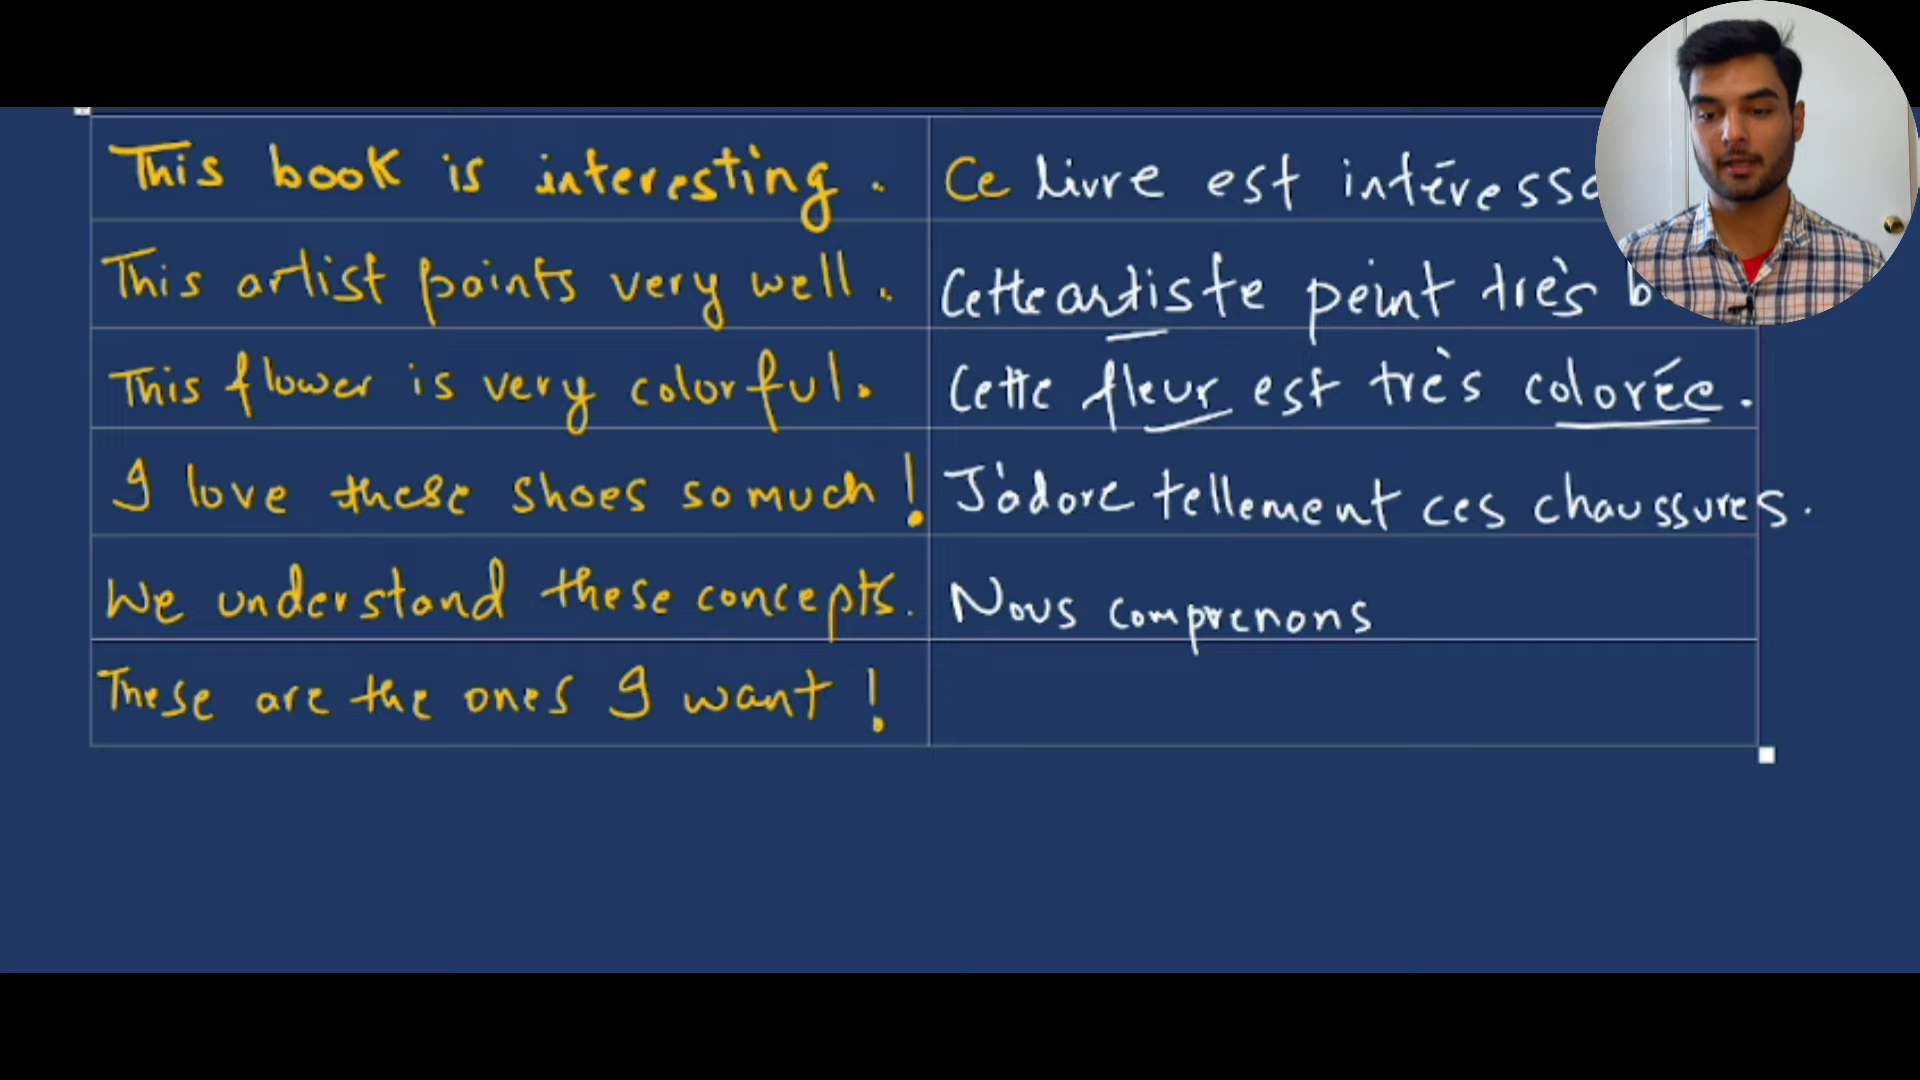 This book is interesting. Ce livre est
This artist paints very well. Cette artiste peint très
This flower is very colorful. Cette fleur est très colorée.
I love these shoes so much! J'adore tellement ces chaussures.
We understand these concepts. Nous comprenons
These are the ones I want!